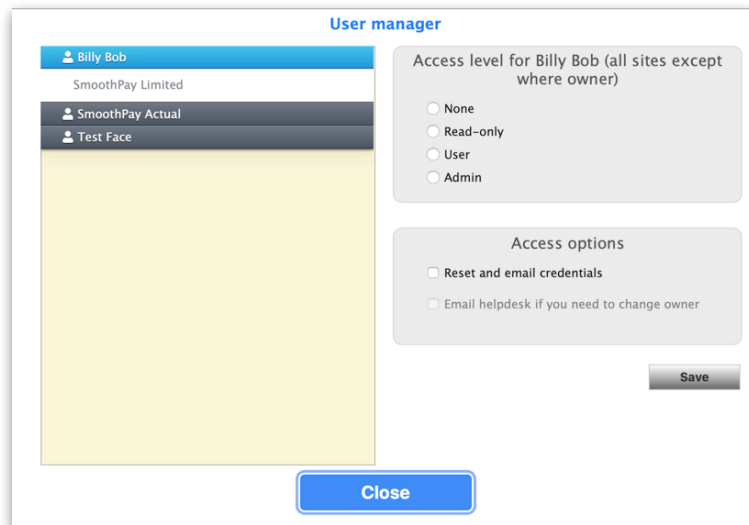 User manager
Billy Bob
SmoothPay Limited
SmoothPay Actual
Test Face
Access level for Billy Bob (all sites except
where owner)
None
Read-only
User
Admin
Access options
Reset and email credentials
Email helpdesk if you need to change owner
Save
Close